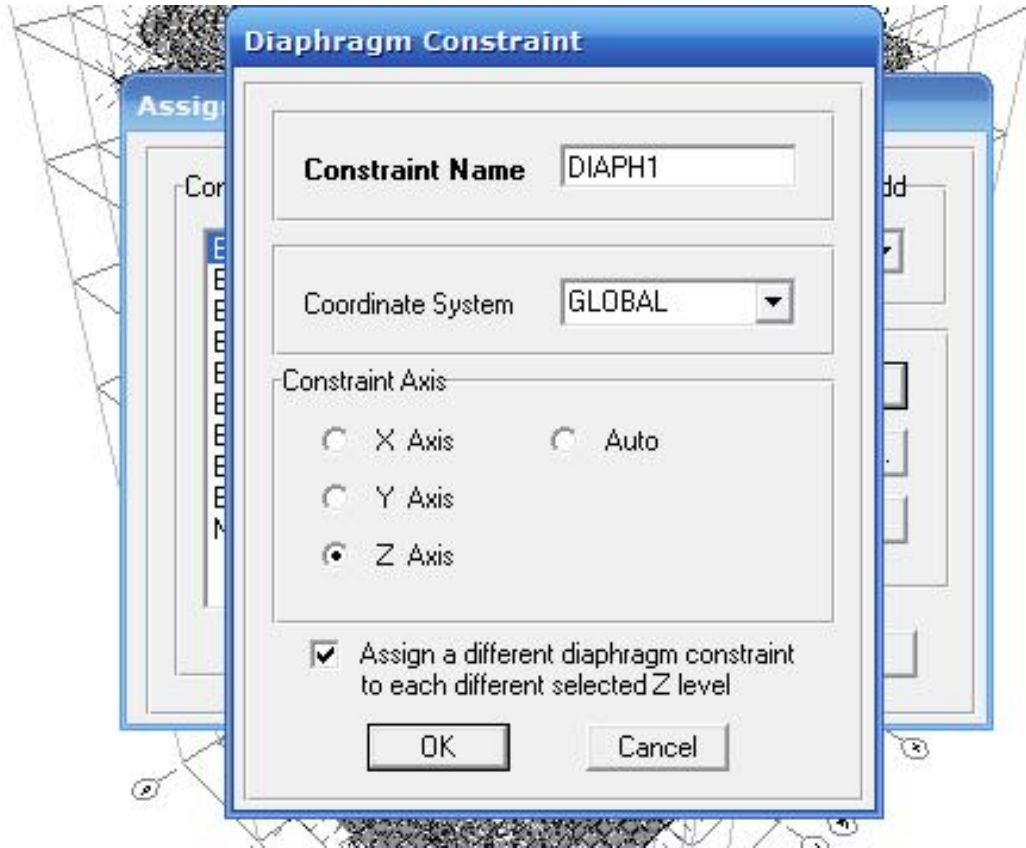 Diaphragm Constraint
Assig
Constraint Name DIAPH1
Coordinate System GLOBAL
Constraint Axis
X Axis Auto
Y Axis
Z Axis
Assign a different diaphragm constraint
to each different selected Z level
OK Cancel